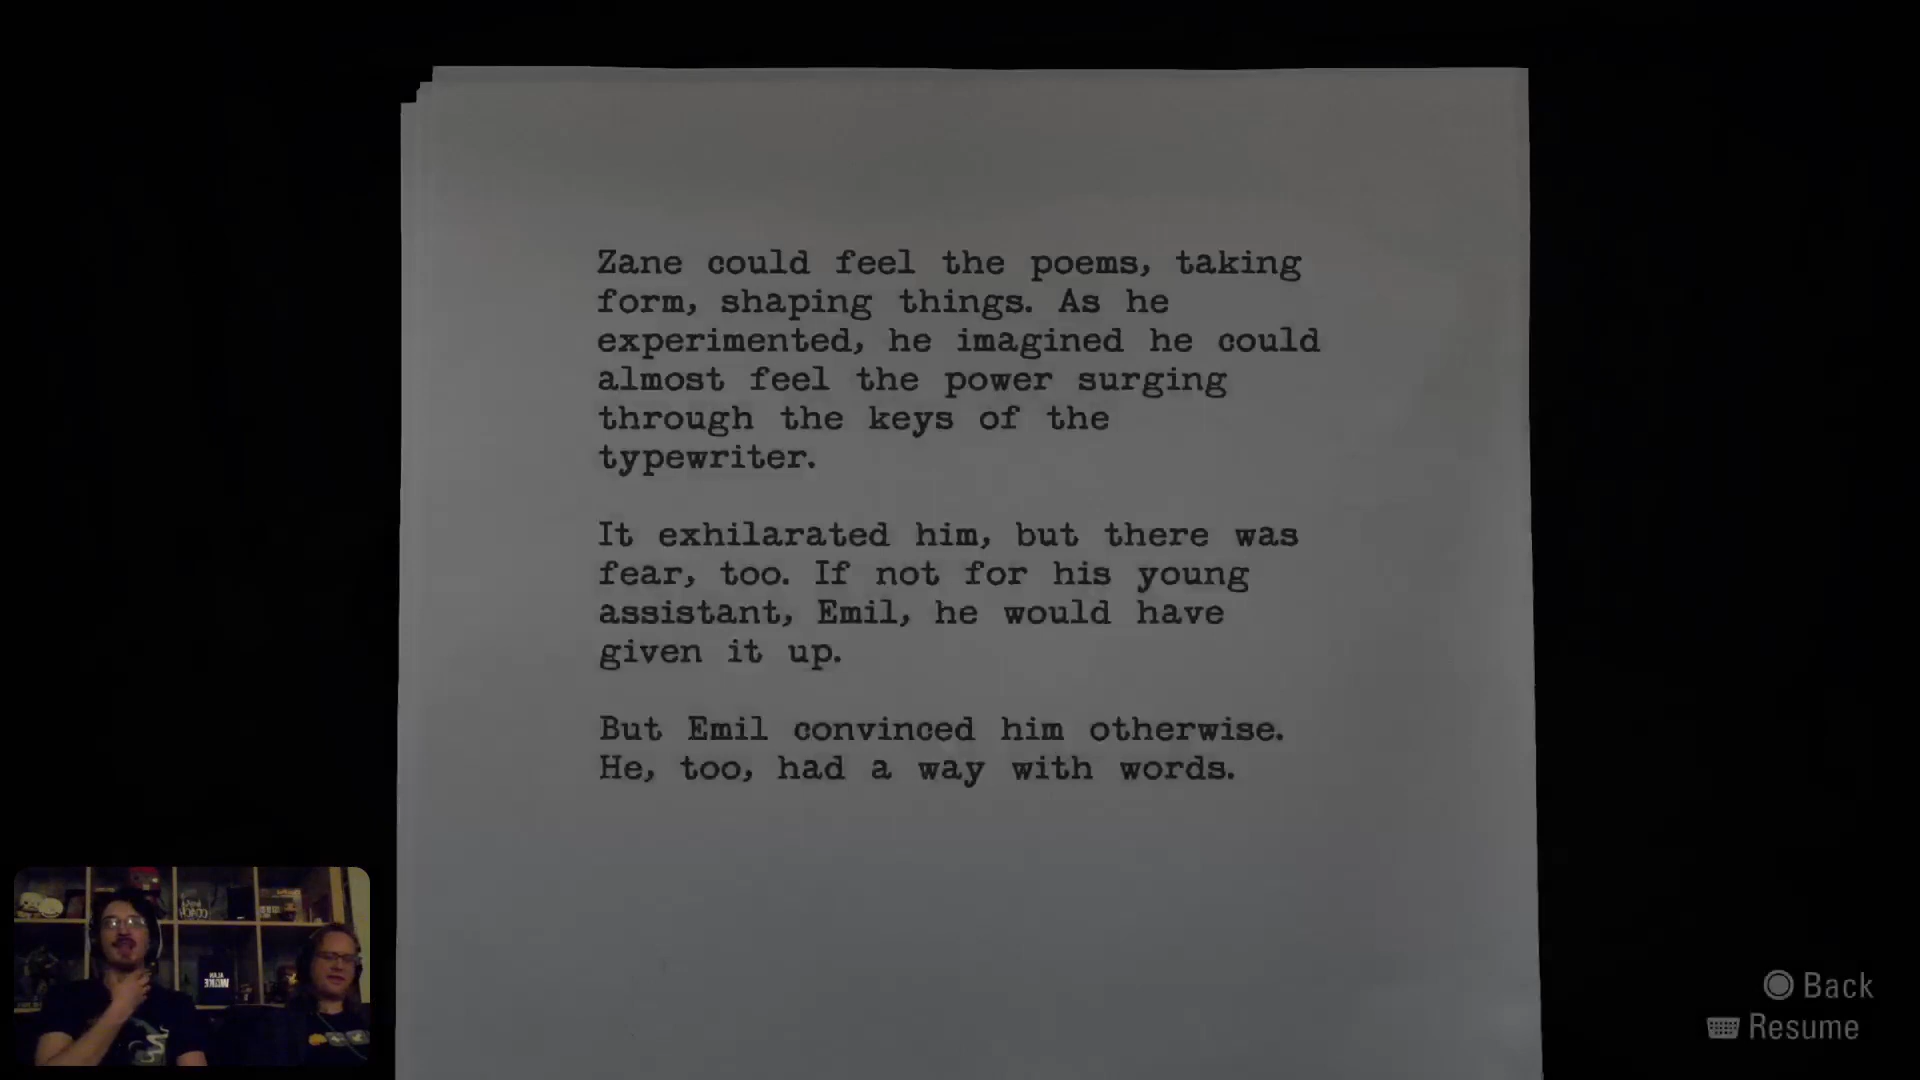 Zane could feel the poems, taking
form, shaping things. As he
experimented, he imagined he could
almost feel the power surging
through the keys of the
typewriter.
It exhilarated him, but there was
fear, too. If not for his young
assistant, Emil, he would have
given it up.
But Emil convinced him otherwise.
He, too, had a way with words.
ALAN
WAKE
Back
Resume